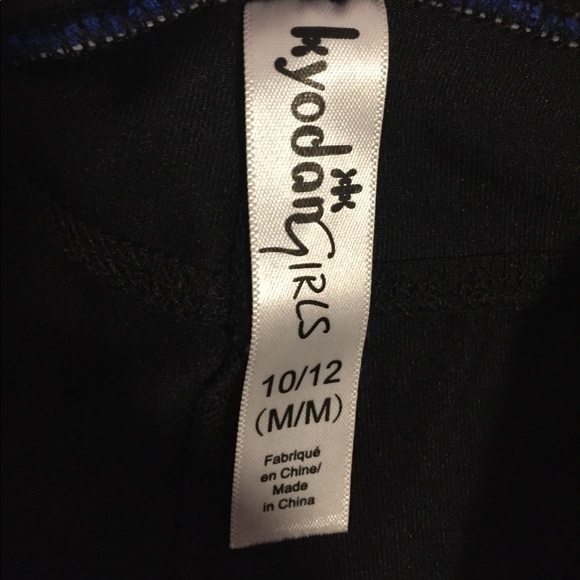 kyodan
GIRLS
10/12
(M/M)
Fabriqué
en Chine/
Made
in China